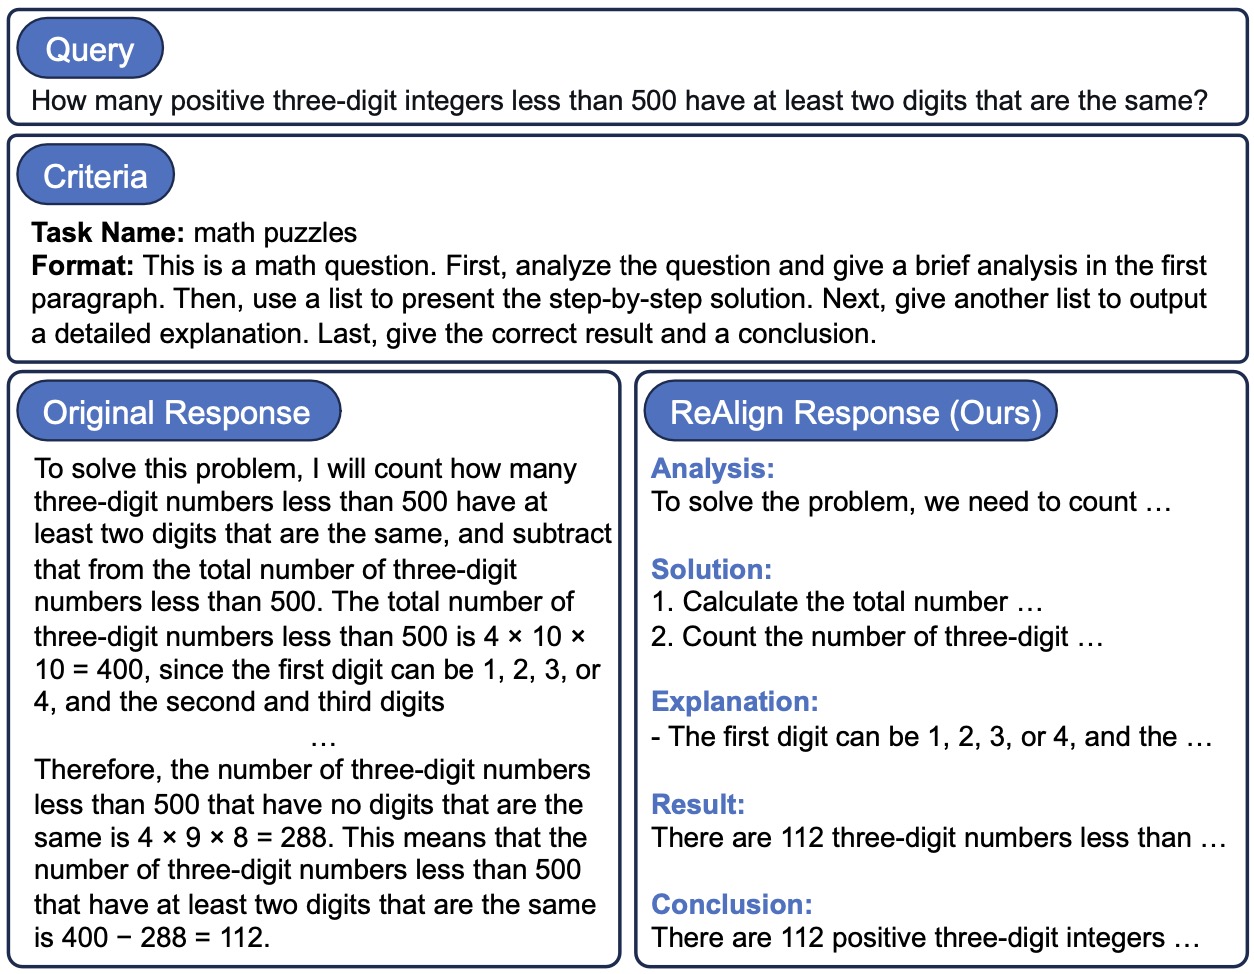 Query
How many positive three-digit integers less than 500 have at least two digits that are the same?
Criteria
Task Name: math puzzles
Format: This is a math question. First, analyze the question and give a brief analysis in the first
paragraph. Then, use a list to present the step-by-step solution. Next, give another list to output
a detailed explanation. Last, give the correct result and a conclusion.
Original Response
To solve this problem, I will count how many
three-digit numbers less than 500 have at
least two digits that are the same, and subtract
that from the total number of three-digit
numbers less than 500. The total number of
three-digit numbers less than 500 is 4 × 10 ×
10 = 400, since the first digit can be 1, 2, 3, or
4, and the second and third digits
…
Therefore, the number of three-digit numbers
less than 500 that have no digits that are the
same is 4 × 9 × 8 = 288. This means that the
number of three-digit numbers less than 500
that have at least two digits that are the same
is 400 − 288 = 112.
ReAlign Response (Ours)
Analysis:
To solve the problem, we need to count …
Solution:
1. Calculate the total number …
2. Count the number of three-digit …
Explanation:
- The first digit can be 1, 2, 3, or 4, and the …
Result:
There are 112 three-digit numbers less than …
Conclusion:
There are 112 positive three-digit integers …